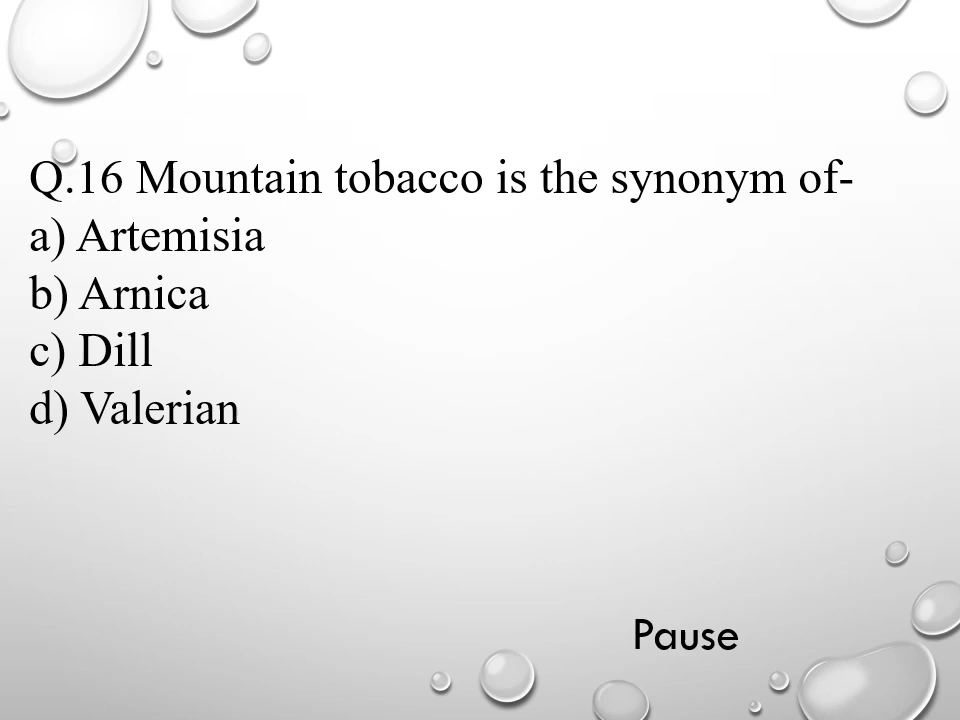 Q.16 Mountain tobacco is the synonym of-
a) Artemisia
b) Arnica
c) Dill
d) Valerian
Pause